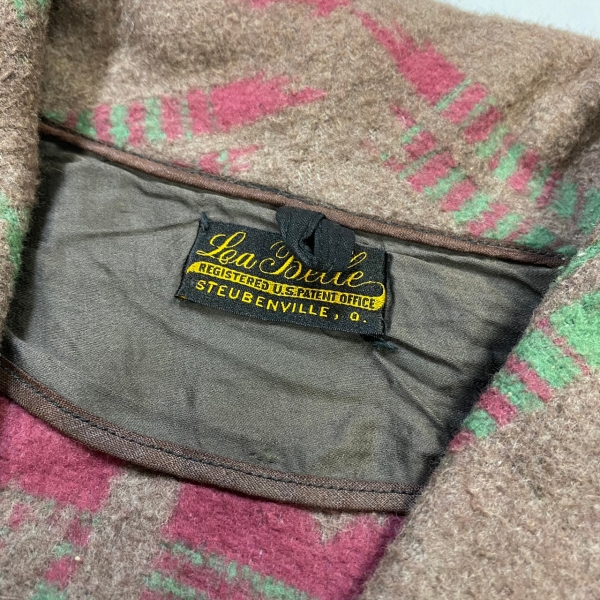 La Belle
REGISTERED U.S. PATENT OFFICE
STEUBENVILLE, O.